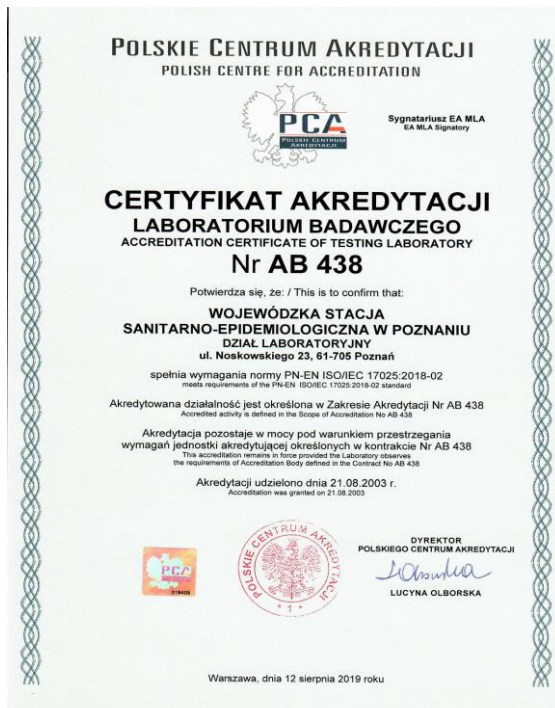 POLSKIE CENTRUM AKREDYTACJI
POLISH CENTRE FOR ACCREDITATION
PCA
POLSKIE CENTRUM
AKREDYTACJI
Sygnatariusz EA MLA
EA MLA Signatory
CERTYFIKAT AKREDYTACJI
LABORATORIUM BADAWCZEGO
ACCREDITATION CERTIFICATE OF TESTING LABORATORY
Nr AB 438
Potwierdza się, że: / This is to confirm that:
WOJEWÓDZKA STACJA
SANITARNO-EPIDEMIOLOGICZNA W POZNANIU
DZIAŁ LABORATORYJNY
ul. Noskowskiego 23, 61-705 Poznań
spełnia wymagania normy PN-EN ISO/IEC 17025:2018-02
meets requirements of the PN-EN ISO/IEC 17025:2018-02 standard
Akredytowana działalność jest określona w Zakresie Akredytacji Nr AB 438
Accredited activity is defined in the Scope of Accreditation No AB 438
Akredytacja pozostaje w mocy pod warunkiem przestrzegania
wymagań jednostki akredytującej określonych w kontrakcie Nr AB 438
This accreditation remains in force provided the Laboratory observes
the requirements of Accreditation Body defined in the Contract No AB 438
Akredytacji udzielono dnia 21.08.2003 r.
Accreditation was granted on 21.08.2003
PCA
POLSKIE CENTRUM AKREDYTACJI
* 1 *
DYREKTOR
POLSKIEGO CENTRUM AKREDYTACJI
LUCYNA OLBORSKA
Warszawa, dnia 12 sierpnia 2019 roku